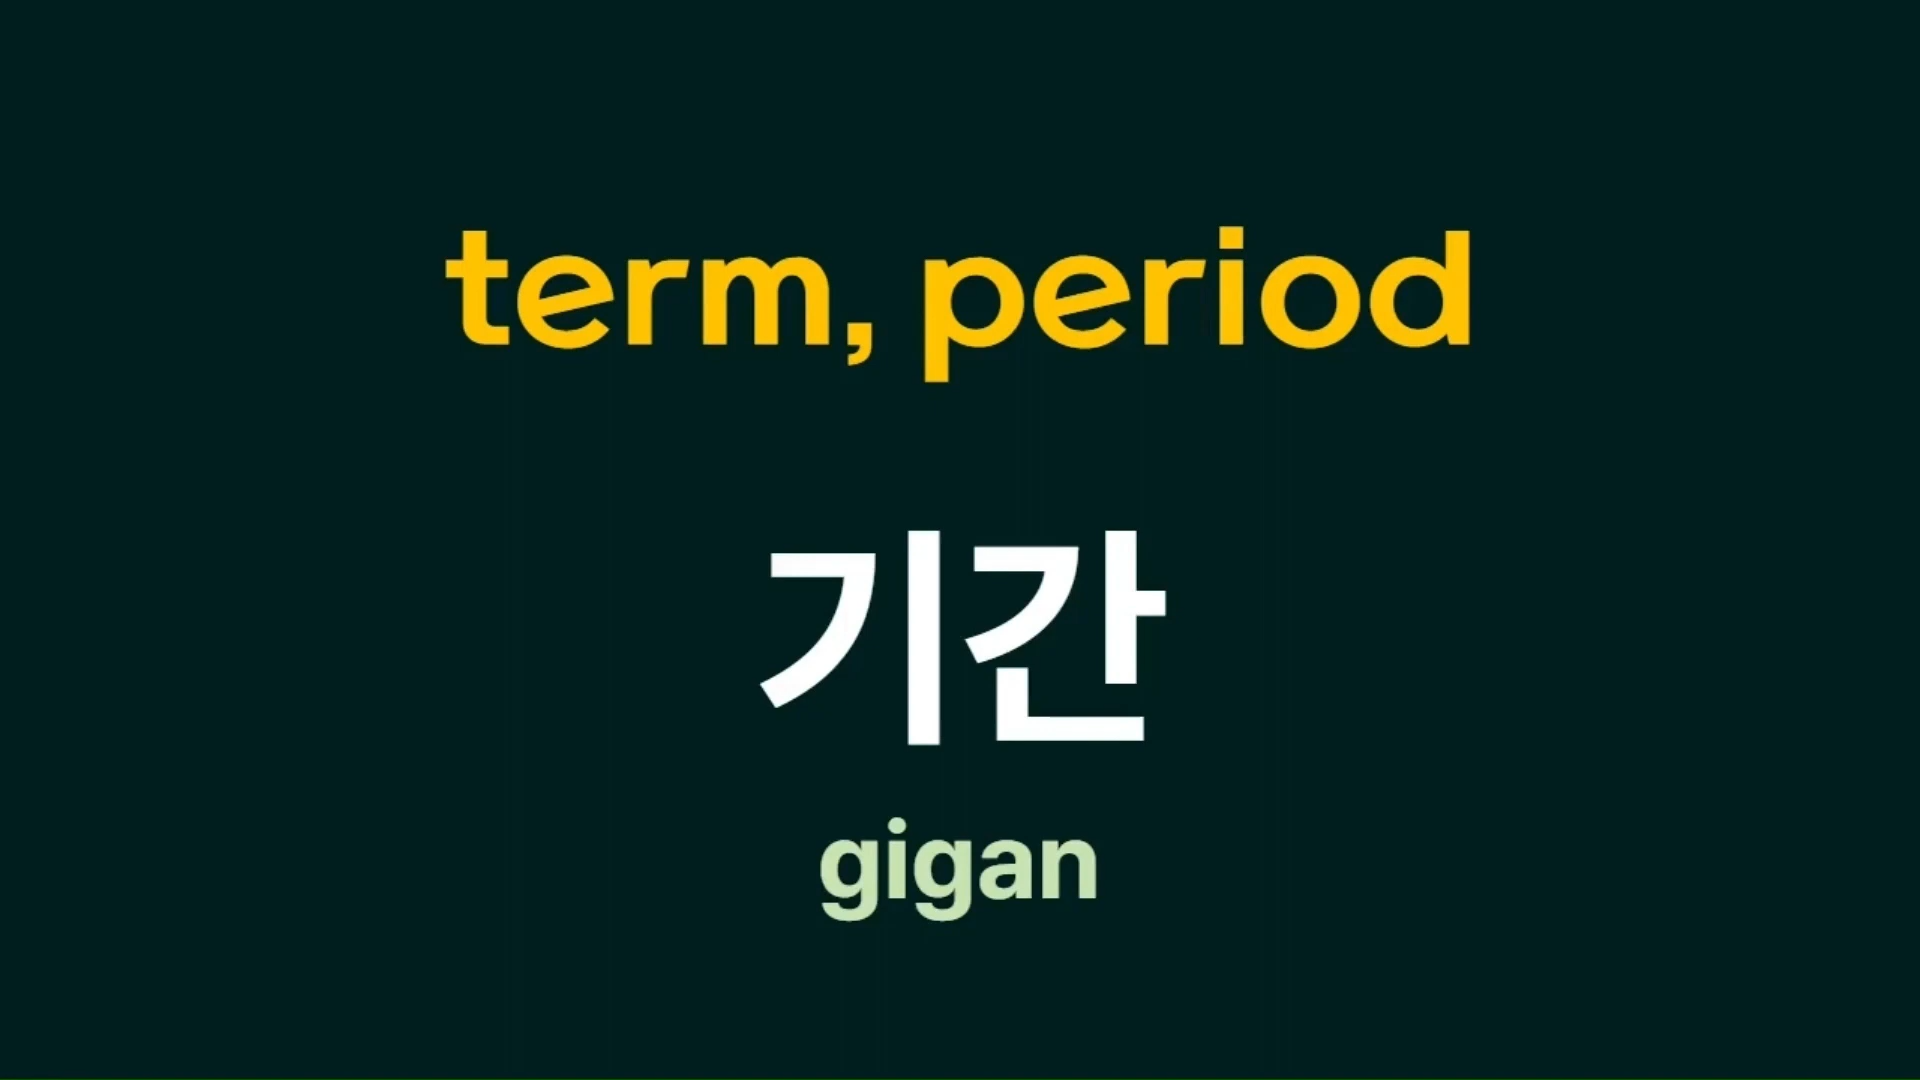 term, period
기간
gigan